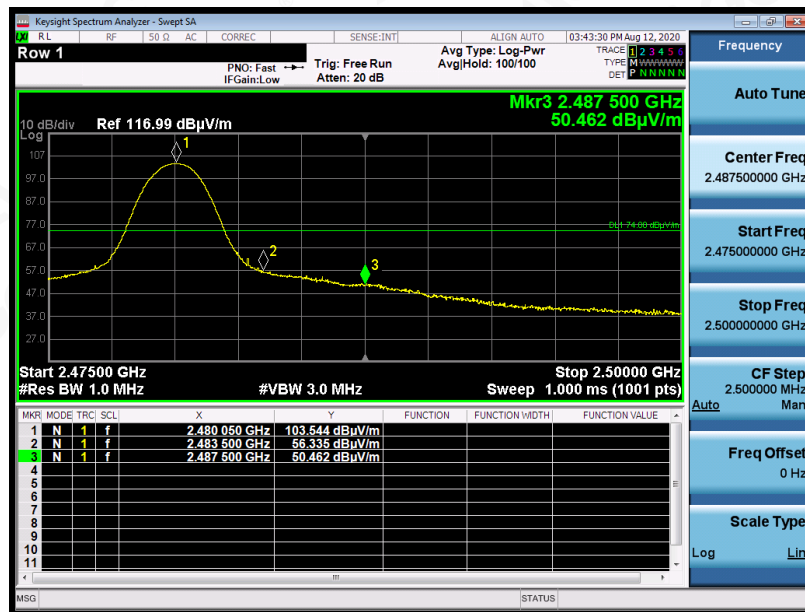 Keysight Spectrum Analyzer - Swept SA
LXI RL RF 50 Ω AC CORREC SENSE:INT ALIGN AUTO 03:43:30 PM Aug 12, 2020
Row 1
PNO: Fast
IFGain:Low
Trig: Free Run
Atten: 20 dB
Avg Type: Log-Pwr
Avg|Hold: 100/100
TRACE 1 2 3 4 5 6
TYPE M W W W W W
DET P N N N N N
Mkr3 2.487 500 GHz
50.462 dBµV/m
10 dB/div Ref 116.99 dBµV/m
Log
107
97.0
87.0
77.0
67.0
57.0
47.0
37.0
27.0
1
2
3
DL1 74.00 dBµV/m
Start 2.47500 GHz Stop 2.50000 GHz
#Res BW 1.0 MHz #VBW 3.0 MHz Sweep 1.000 ms (1001 pts)
MKR MODE TRC SCL X Y FUNCTION FUNCTION WIDTH FUNCTION VALUE
1 N 1 f 2.480 050 GHz 103.544 dBµV/m
2 N 1 f 2.483 500 GHz 56.335 dBµV/m
3 N 1 f 2.487 500 GHz 50.462 dBµV/m
4
5
6
7
8
9
10
11
MSG STATUS
Frequency
Auto Tune
Center Freq
2.487500000 GHz
Start Freq
2.475000000 GHz
Stop Freq
2.500000000 GHz
CF Step
2.500000 MHz
Auto Man
Freq Offset
0 Hz
Scale Type
Log Lin